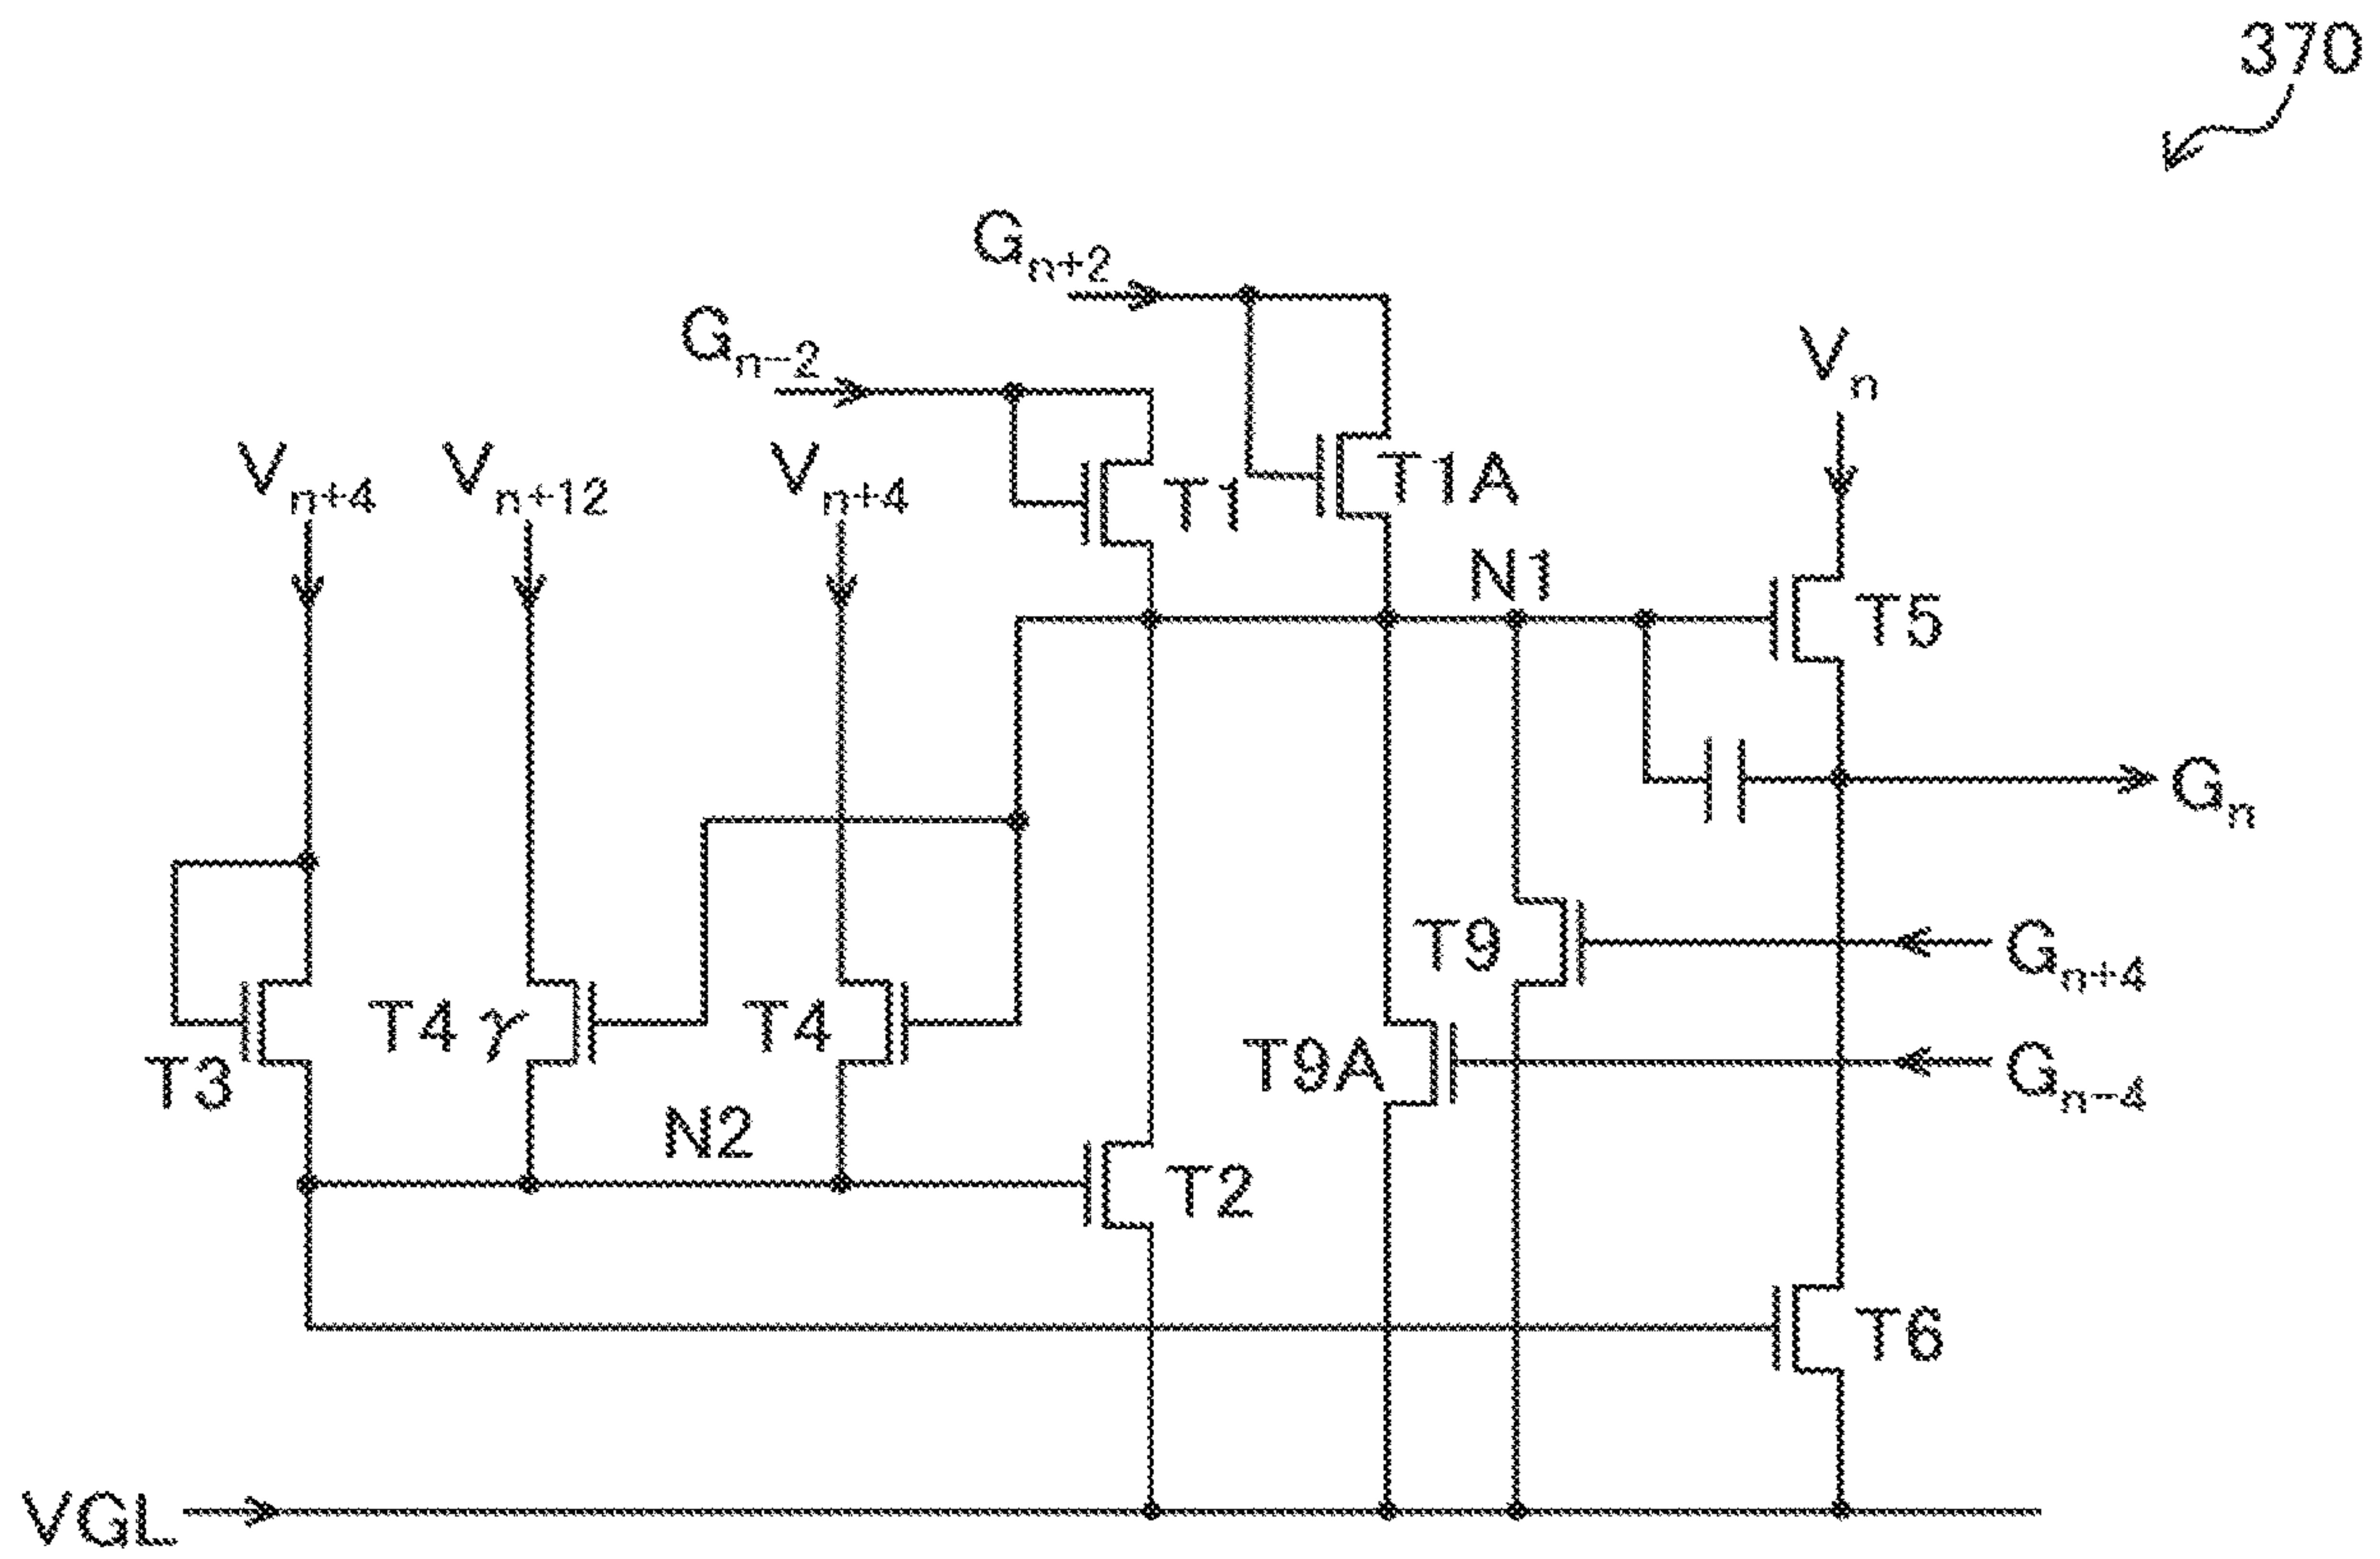 370
Gn+2
Gn-2
Vn
Vn+4 Vn+12 Vn+4
T1 T1A
N1
T5
Gn
T9 Gn+4
T3 T4γ T4
T9A Gn-4
N2
T2
T6
VGL